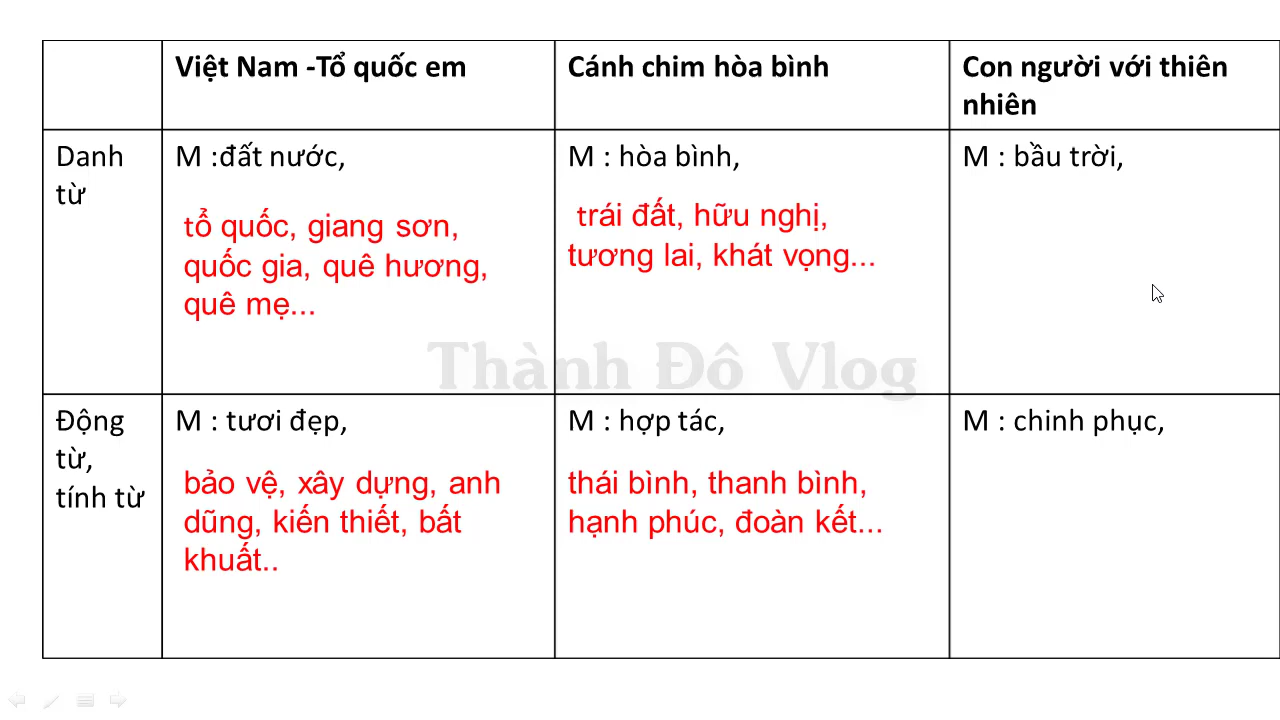 Việt Nam -Tổ quốc em
Cánh chim hòa bình
Con người với thiên
nhiên
Danh
từ
M :đất nước,
tổ quốc, giang sơn,
quốc gia, quê hương,
quê mẹ...
M : hòa bình,
trái đất, hữu nghị,
tương lai, khát vọng...
M : bầu trời,
Thành Đô Vlog
Động
từ,
tính từ
M : tươi đẹp,
bảo vệ, xây dựng, anh
dũng, kiến thiết, bất
khuất..
M : hợp tác,
thái bình, thanh bình,
hạnh phúc, đoàn kết...
M : chinh phục,